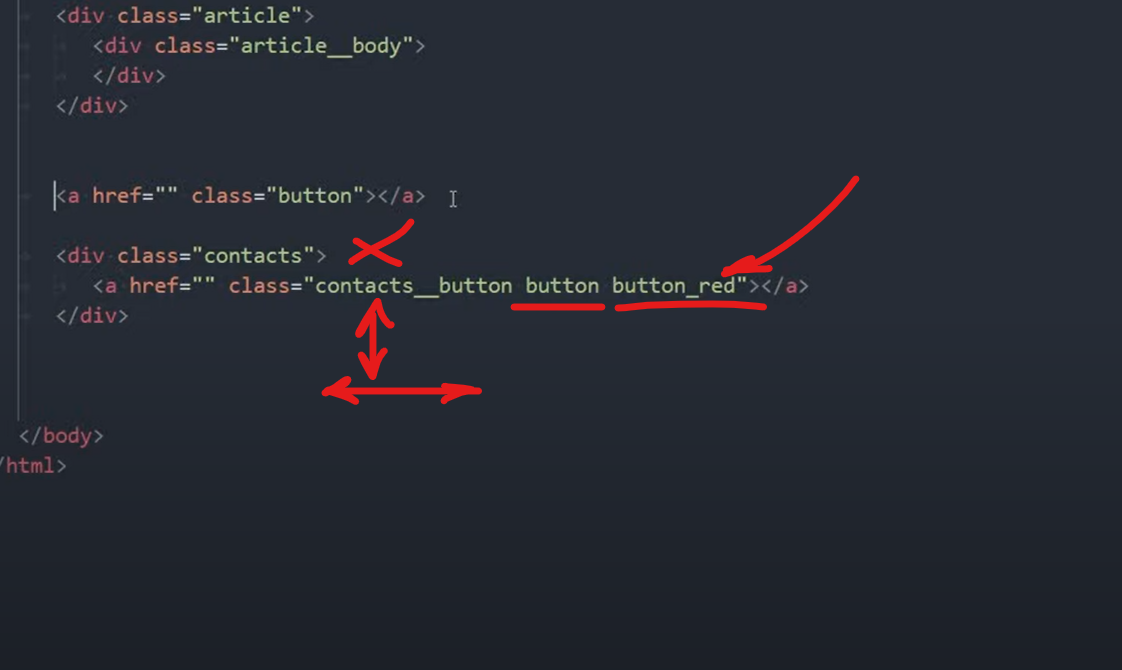 <div class="article">
<div class="article__body">
</div>
</div>
<a href="" class="button"></a>
<div class="contacts">
<a href="" class="contacts__button button button_red"></a>
</div>
</body>
/html>